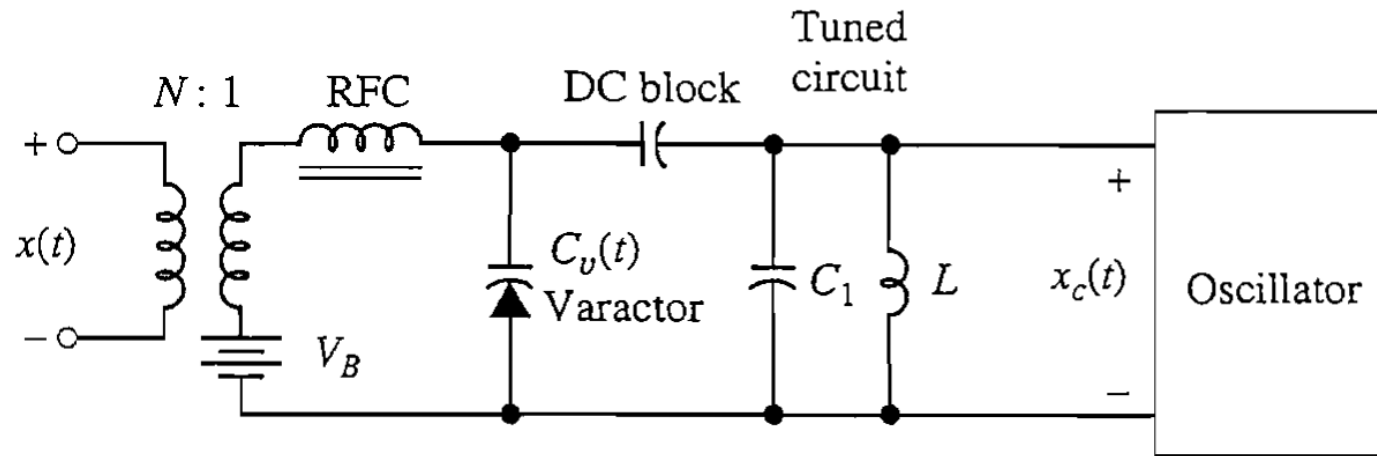 Tuned
circuit
N : 1
RFC
DC block
+
x(t)
−
V_B
C_v(t)
Varactor
C_1
L
+
x_c(t)
−
Oscillator